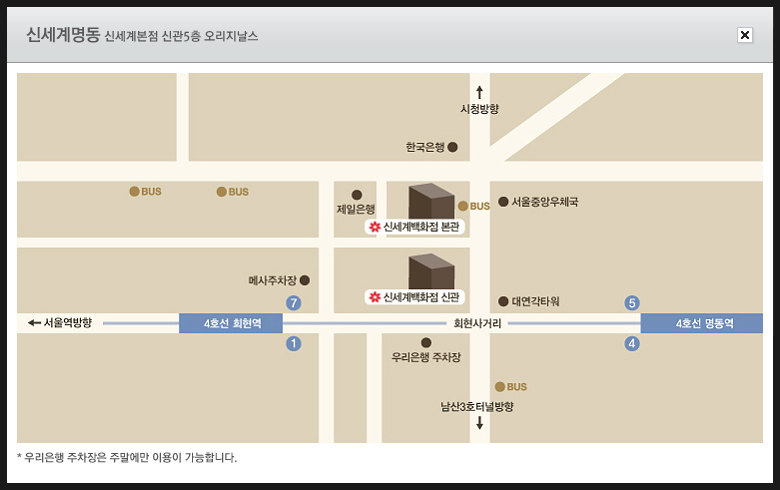 신세계명동 신세계본점 신관5층 오리지날스
시청방향
한국은행
BUS
BUS
제일은행
BUS
서울중앙우체국
신세계백화점 본관
메사주차장
신세계백화점 신관
대연각타워
7
5
서울역방향
4호선 회현역
회현사거리
4호선 명동역
1
4
우리은행 주차장
BUS
남산3호터널방향
* 우리은행 주차장은 주말에만 이용이 가능합니다.